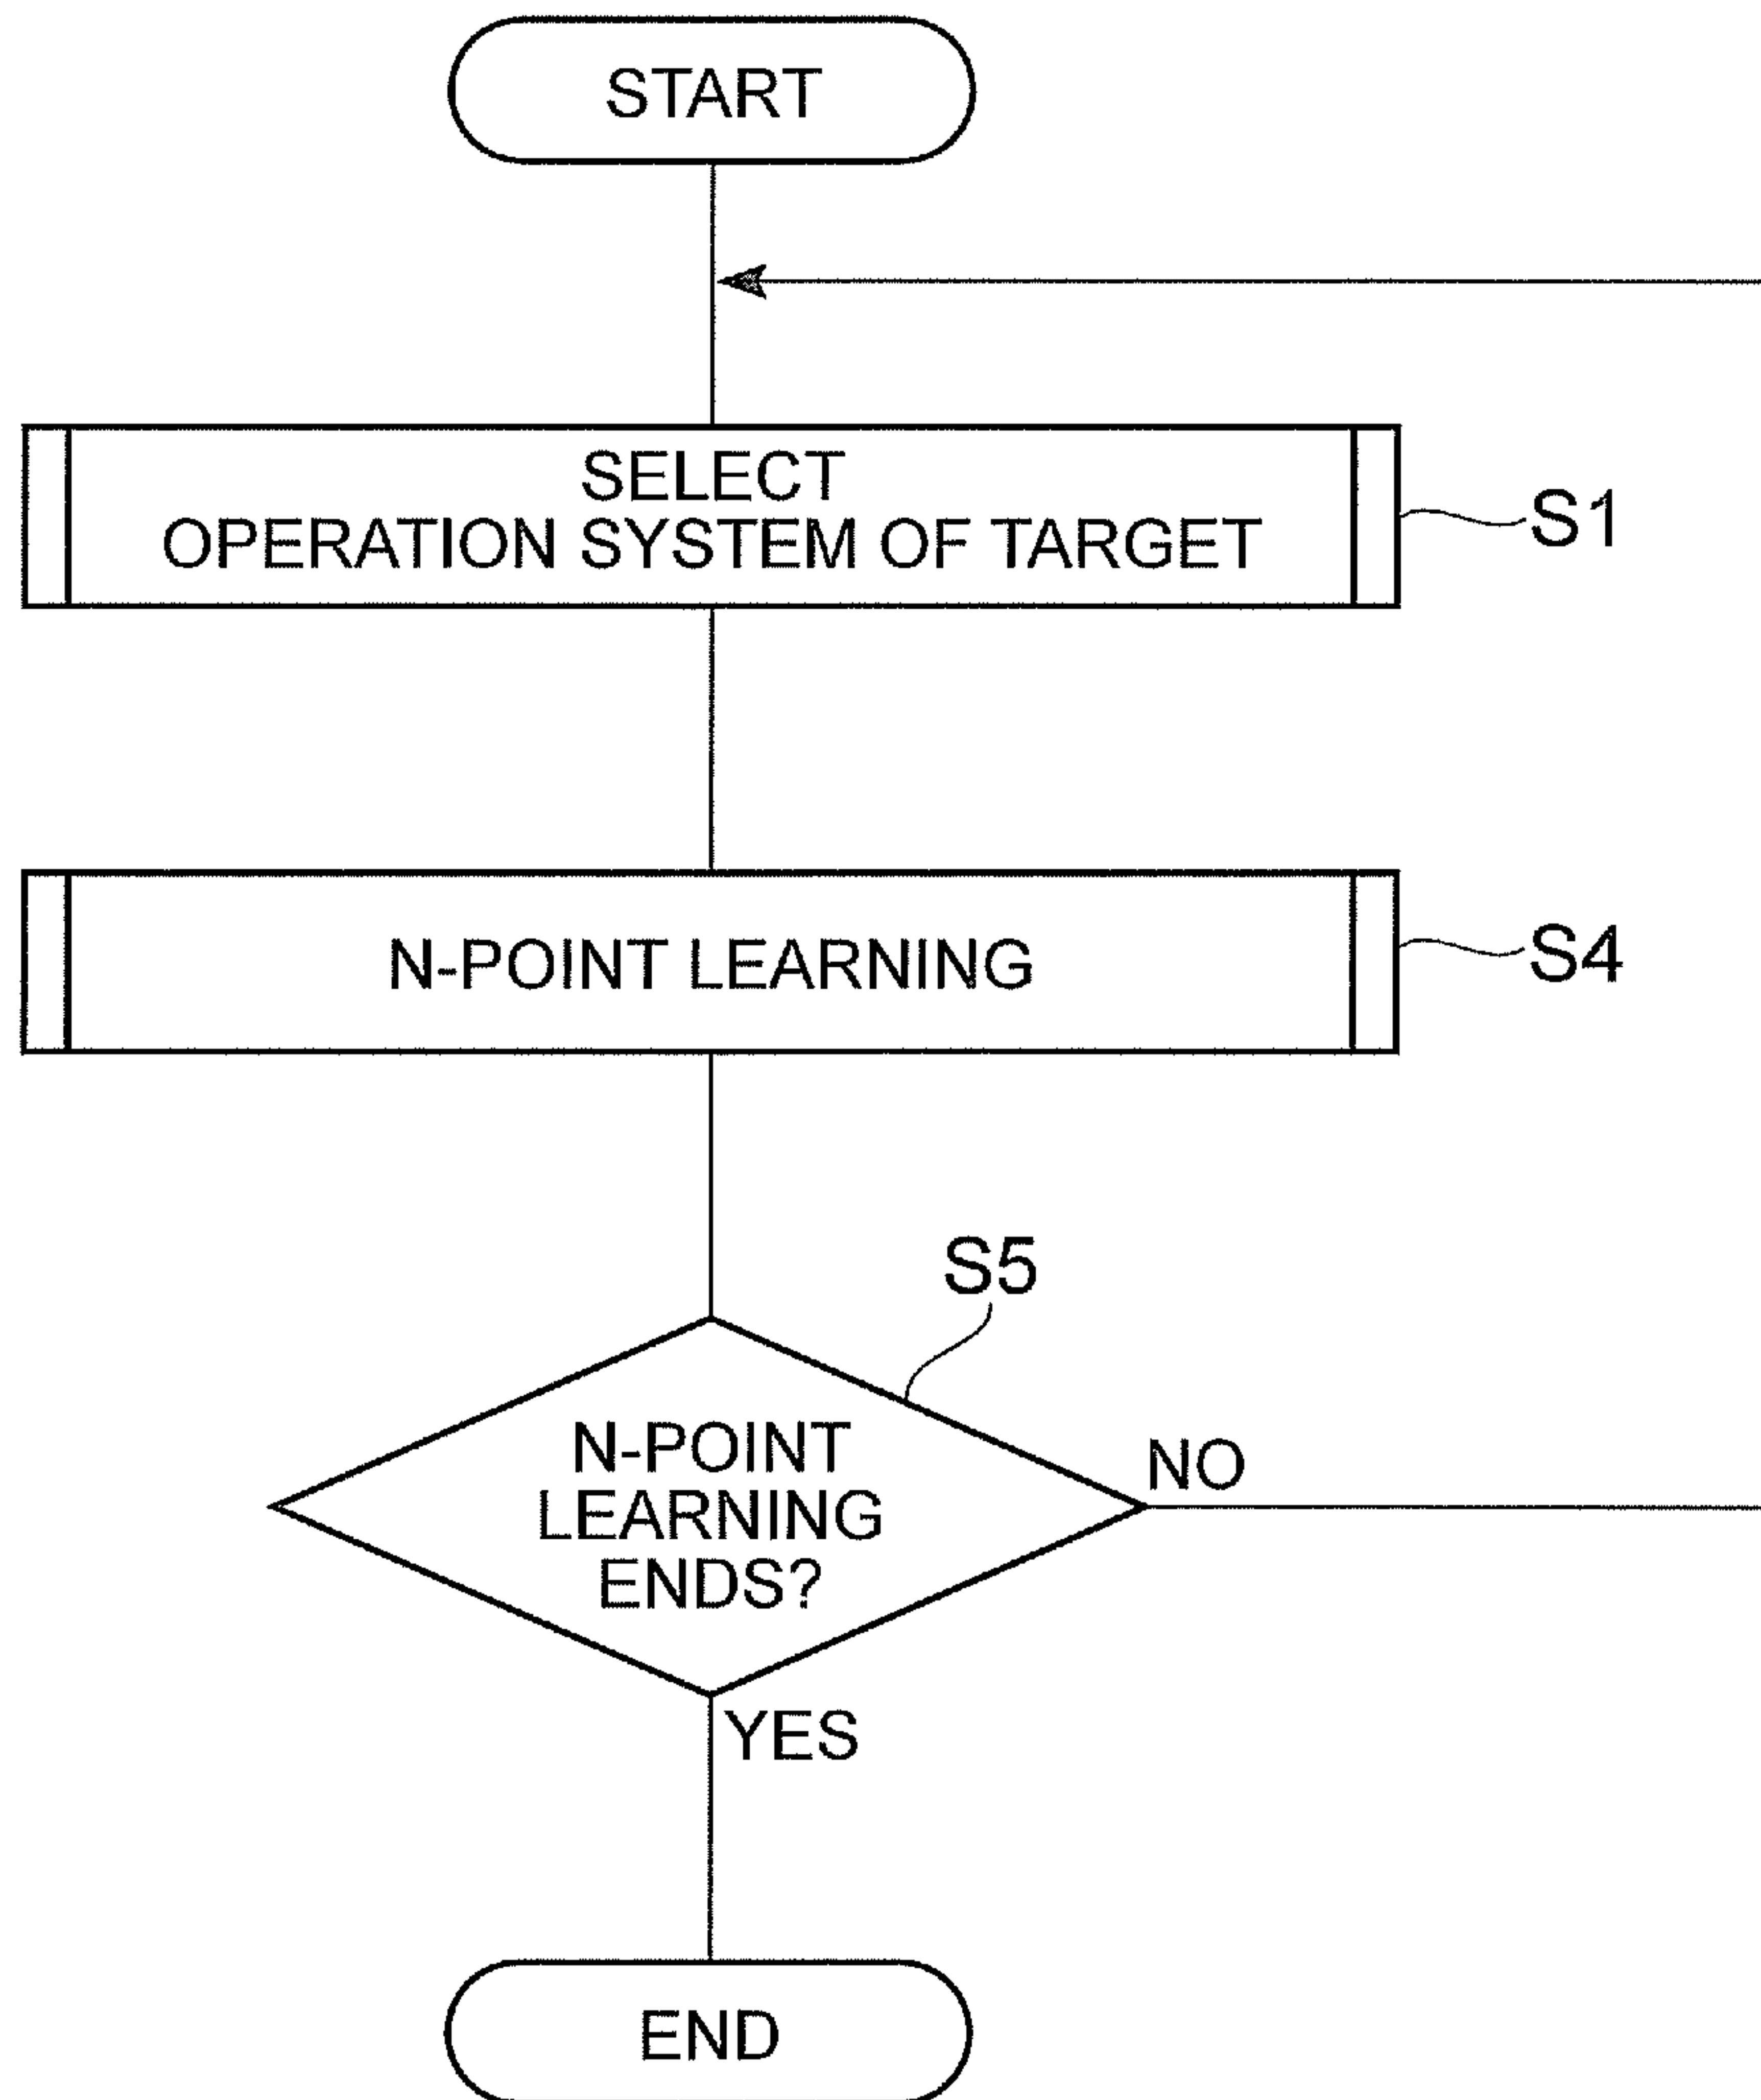 START
SELECT
OPERATION SYSTEM OF TARGET
S1
N-POINT LEARNING
S4
S5
N-POINT
LEARNING
ENDS?
NO
YES
END